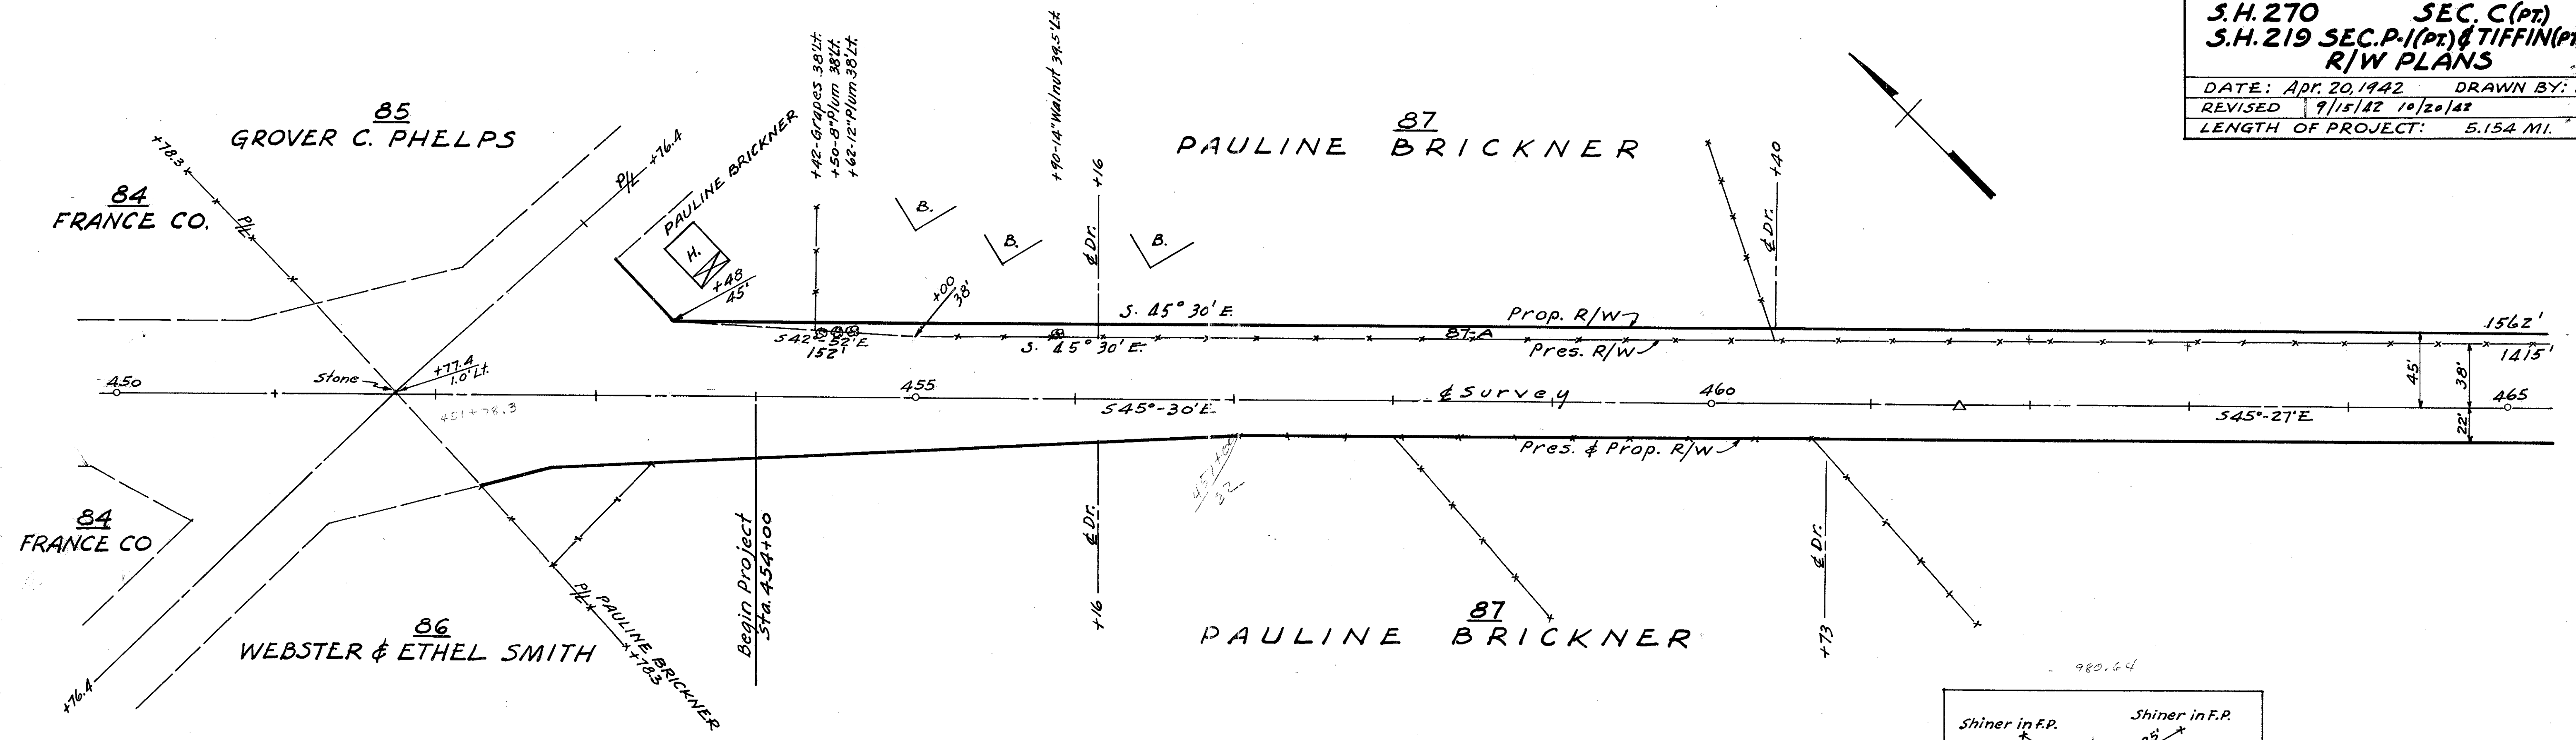 S.H. 270 SEC. C (PT.)
S.H. 219 SEC. P-1 (PT.) & TIFFIN (PT
R/W PLANS
DATE: Apr. 20, 1942 DRAWN BY:
REVISED 9/15/42 10/20/42
LENGTH OF PROJECT: 5.154 MI.
85
GROVER C. PHELPS
84
FRANCE CO.
+78.3
P/L
P/L
+76.4
PAULINE BRICKNER
H.
+48
45'
+42-Grapes 38'Lt.
+50-8"Plum 38'Lt.
+62-12"Plum 38'Lt.
+90-14"Walnut 39.5'Lt.
B.
B.
B.
℄ Dr.
+16
87
PAULINE BRICKNER
℄ Dr.
+40
+00
38'
S. 45° 30' E.
Prop. R/W
1562'
S42°-52'E
152'
S. 45° 30' E.
87-A
Pres. R/W
1415'
Stone
+77.4
1.0' Lt.
451+78.3
450
455
460
465
℄ Survey
S45°-30'E
S45°-27'E
45'
38'
22'
Pres. & Prop. R/W
84
FRANCE CO
86
WEBSTER & ETHEL SMITH
+76.4
P/L
PAULINE BRICKNER
+78.3
Begin Project
Sta. 454+00
℄ Dr.
+16
22
87
PAULINE BRICKNER
℄ Dr.
+73
980.64
Shiner in F.P.
Shiner in F.P.